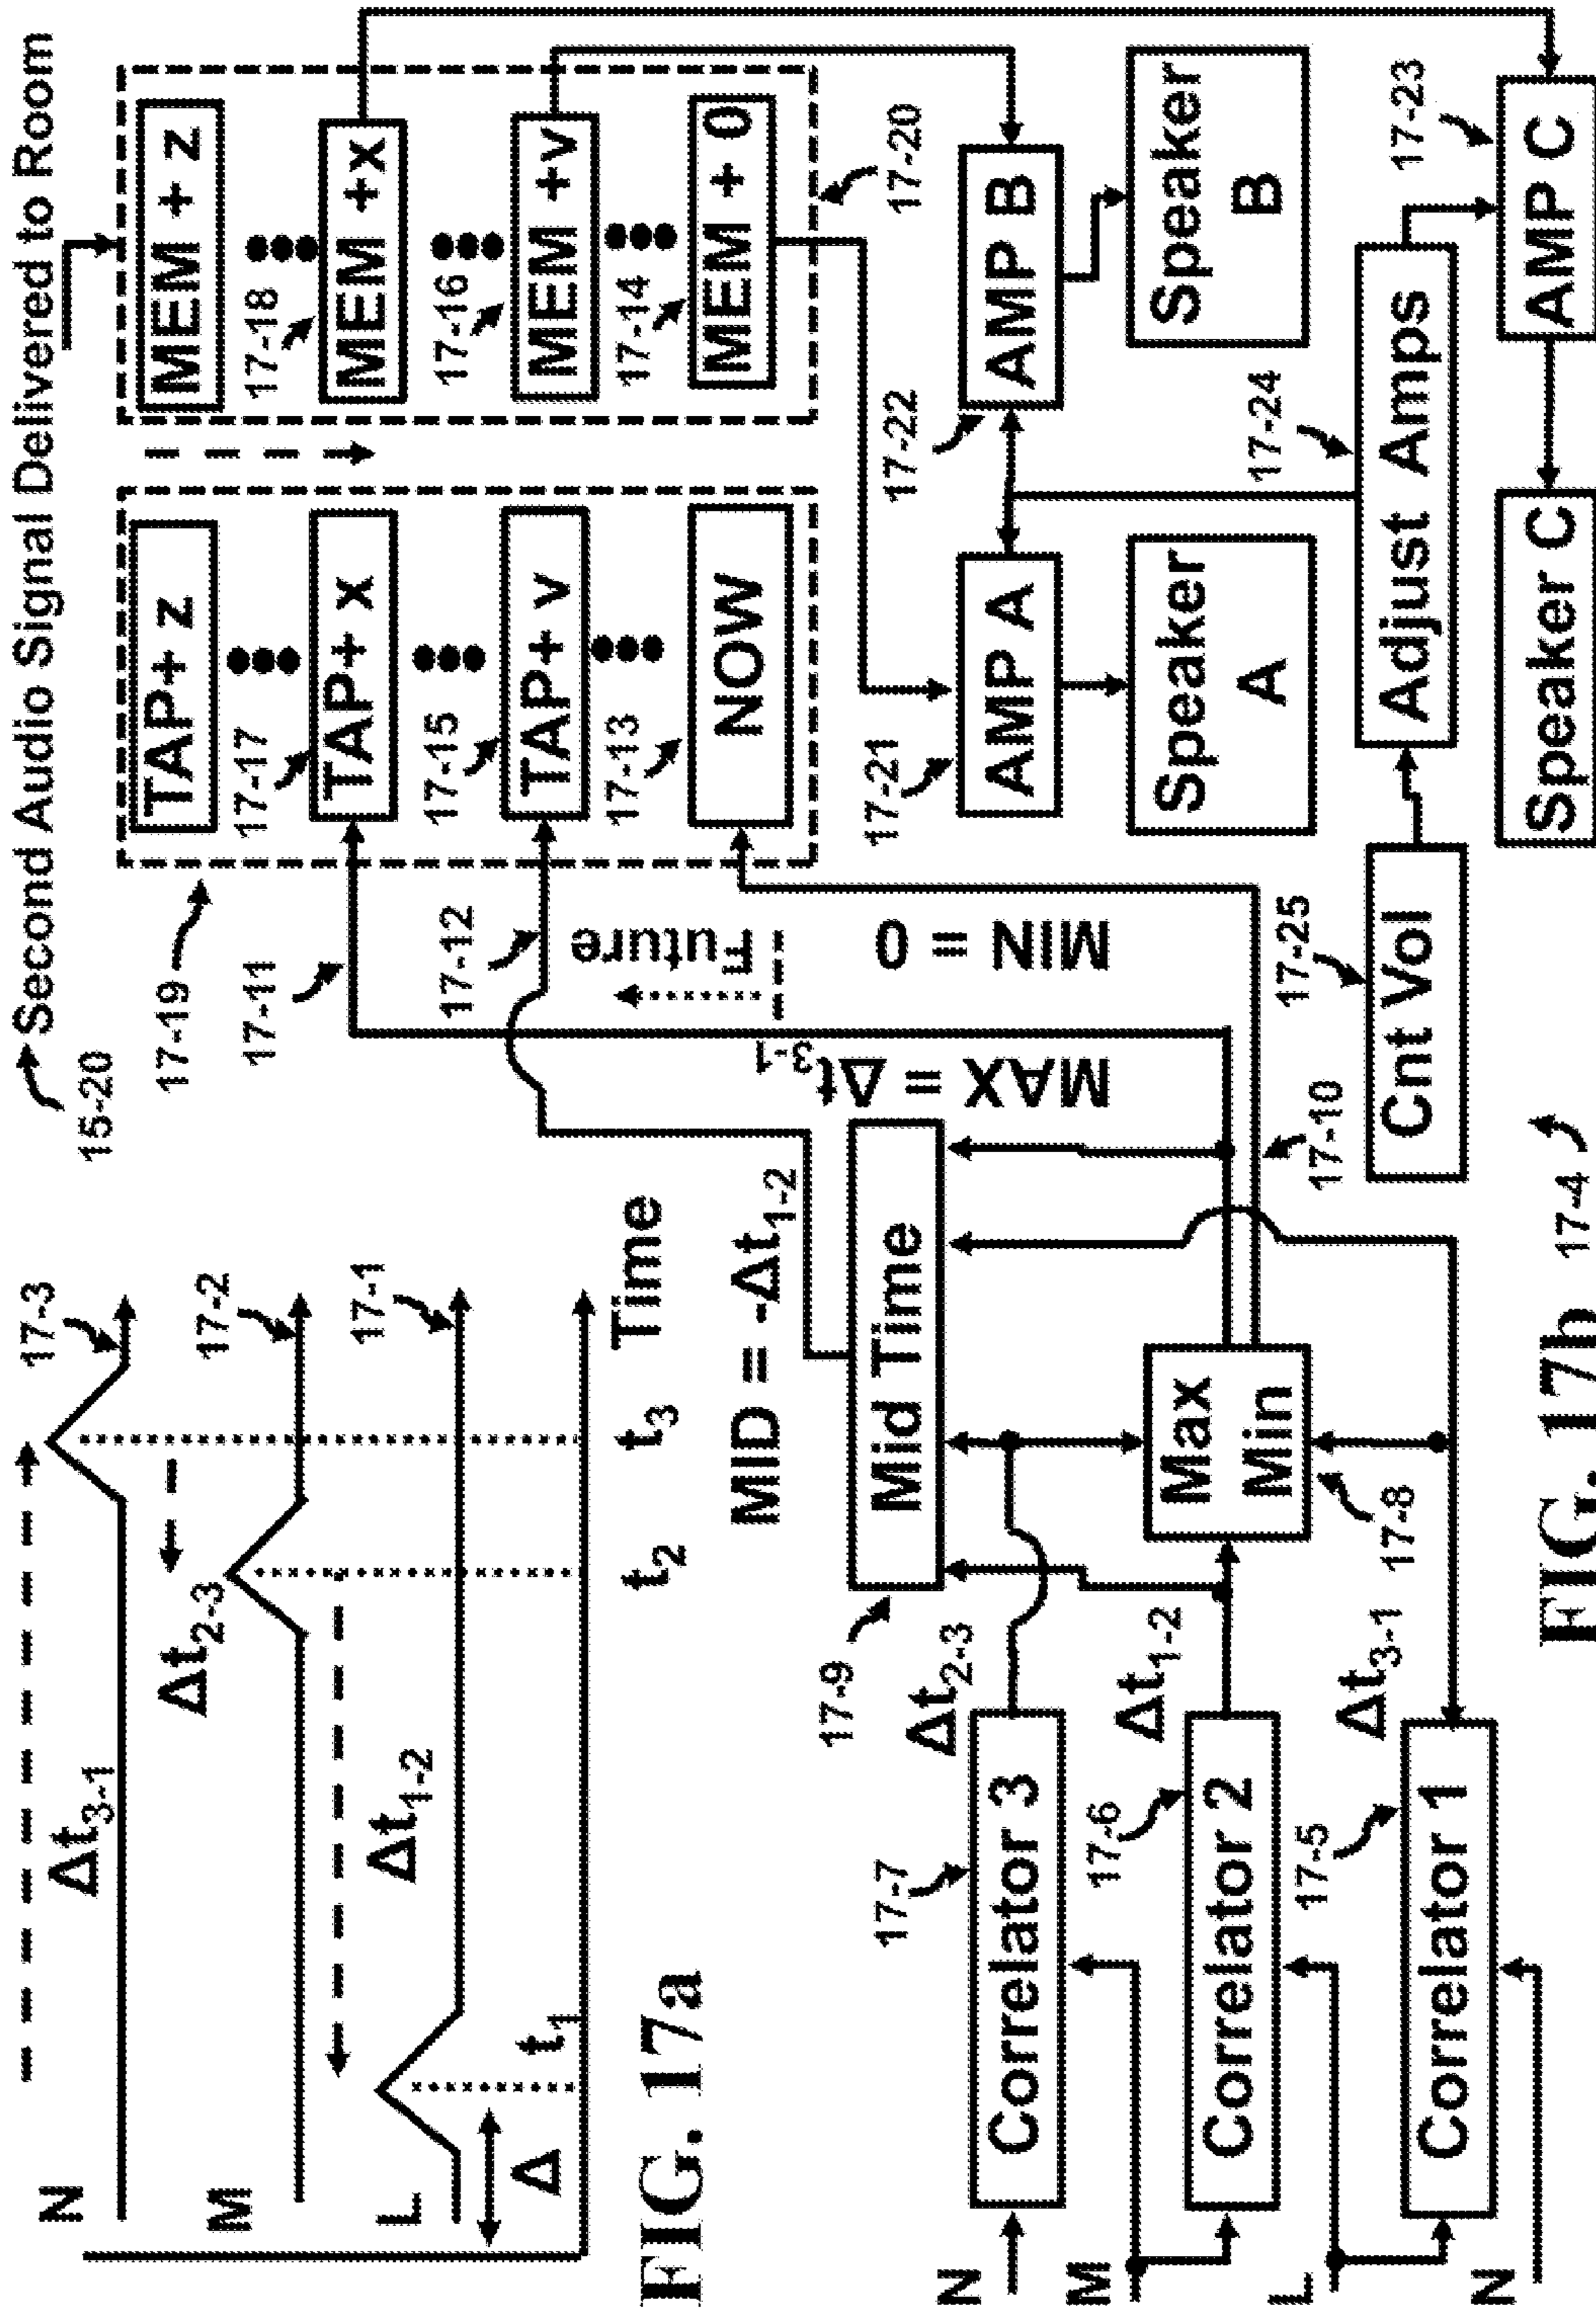 N
Δt3-1
17-3
M
Δt2-3
17-2
L
Δt1-2
17-1
Δ
t1
t2
t3
Time
FIG. 17a
15-20
Second Audio Signal Delivered to Room
17-19
TAP+ z
MEM + z
17-17
17-18
17-11
TAP+ x
MEM +x
17-15
17-16
17-12
TAP+ v
MEM +v
17-13
17-14
Future
NOW
MEM + 0
MID = -Δt1-2
MAX = Δt3-1
MIN = 0
17-20
17-9
Mid Time
17-21
17-22
AMP A
AMP B
17-7
Δt2-3
N
Correlator 3
Speaker
A
Speaker
B
17-6
Δt1-2
M
Correlator 2
Max
Min
17-8
17-10
17-25
17-24
17-23
17-5
Δt3-1
L
Correlator 1
Cnt Vol
Adjust Amps
N
Speaker C
AMP C
FIG. 17b
17-4